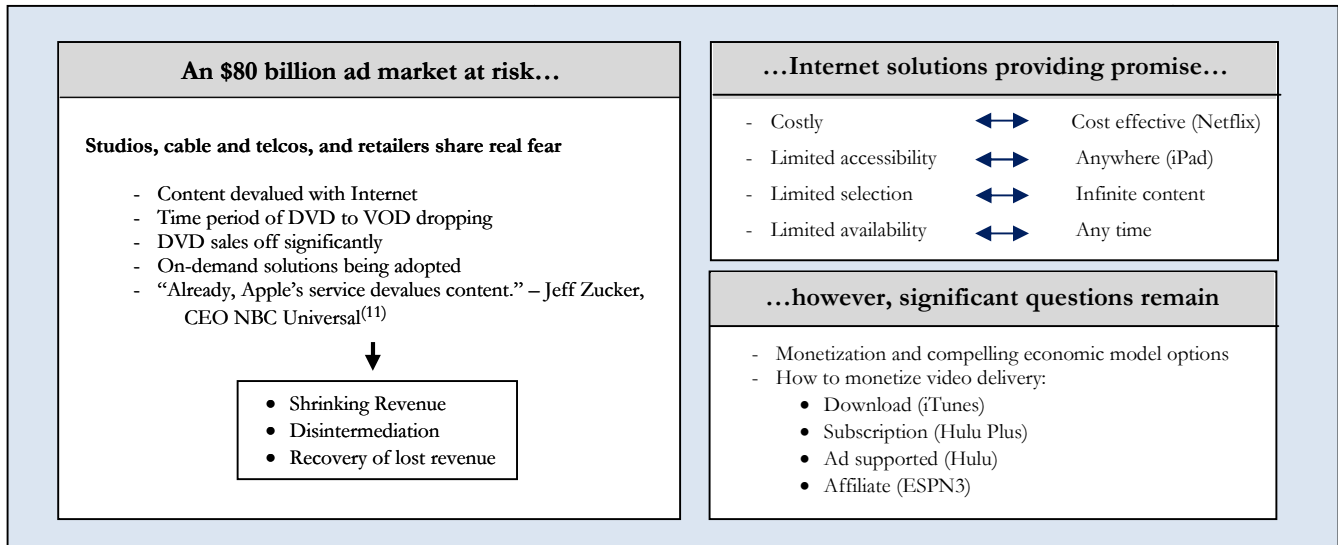 An $80 billion ad market at risk…
Studios, cable and telcos, and retailers share real fear
- Content devalued with Internet
- Time period of DVD to VOD dropping
- DVD sales off significantly
- On-demand solutions being adopted
- “Already, Apple’s service devalues content.” – Jeff Zucker,
CEO NBC Universal(11)
• Shrinking Revenue
• Disintermediation
• Recovery of lost revenue
…Internet solutions providing promise…
- Costly Cost effective (Netflix)
- Limited accessibility Anywhere (iPad)
- Limited selection Infinite content
- Limited availability Any time
…however, significant questions remain
- Monetization and compelling economic model options
- How to monetize video delivery:
• Download (iTunes)
• Subscription (Hulu Plus)
• Ad supported (Hulu)
• Affiliate (ESPN3)